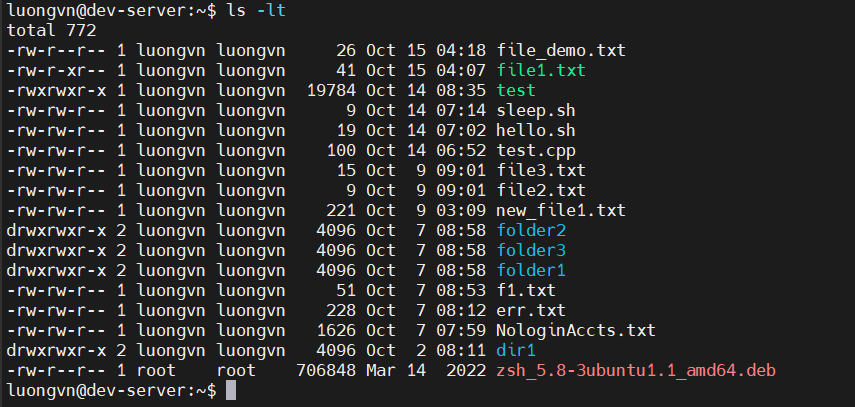 luongvn@dev-server:~$ ls -lt
total 772
-rw-r--r-- 1 luongvn luongvn     26 Oct 15 04:18 file_demo.txt
-rw-r-xr-- 1 luongvn luongvn     41 Oct 15 04:07 file1.txt
-rwxrwxr-x 1 luongvn luongvn  19784 Oct 14 08:35 test
-rw-rw-r-- 1 luongvn luongvn      9 Oct 14 07:14 sleep.sh
-rw-rw-r-- 1 luongvn luongvn     19 Oct 14 07:02 hello.sh
-rw-rw-r-- 1 luongvn luongvn    100 Oct 14 06:52 test.cpp
-rw-rw-r-- 1 luongvn luongvn     15 Oct  9 09:01 file3.txt
-rw-rw-r-- 1 luongvn luongvn      9 Oct  9 09:01 file2.txt
-rw-rw-r-- 1 luongvn luongvn    221 Oct  9 03:09 new_file1.txt
drwxrwxr-x 2 luongvn luongvn   4096 Oct  7 08:58 folder2
drwxrwxr-x 2 luongvn luongvn   4096 Oct  7 08:58 folder3
drwxrwxr-x 2 luongvn luongvn   4096 Oct  7 08:58 folder1
-rw-rw-r-- 1 luongvn luongvn     51 Oct  7 08:53 f1.txt
-rw-rw-r-- 1 luongvn luongvn    228 Oct  7 08:12 err.txt
-rw-rw-r-- 1 luongvn luongvn   1626 Oct  7 07:59 NologinAccts.txt
drwxrwxr-x 2 luongvn luongvn   4096 Oct  2 08:11 dir1
-rw-r--r-- 1 root    root    706848 Mar 14  2022 zsh_5.8-3ubuntu1.1_amd64.deb
luongvn@dev-server:~$